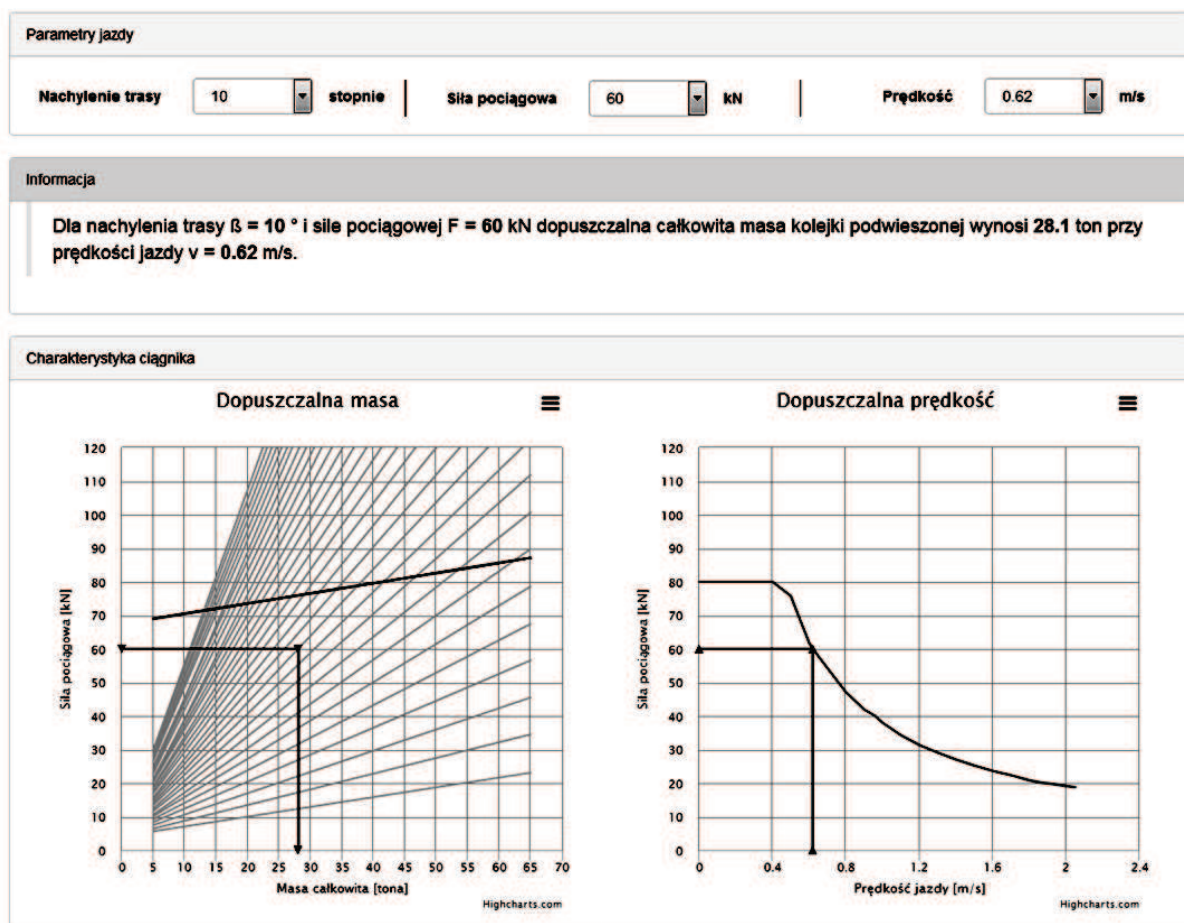 Parametry jazdy
Nachylenie trasy 10 stopnie Siła pociągowa 60 kN Prędkość 0.62 m/s
Informacja
Dla nachylenia trasy ß = 10 ° i sile pociągowej F = 60 kN dopuszczalna całkowita masa kolejki podwieszonej wynosi 28.1 ton przy
prędkości jazdy v = 0.62 m/s.
Charakterystyka ciągnika
Dopuszczalna masa
120
110
100
90
80
70
60
50
40
30
20
10
0
Siła pociągowa [kN]
0 5 10 15 20 25 30 35 40 45 50 55 60 65 70
Masa całkowita [tona]
Highcharts.com
Dopuszczalna prędkość
120
110
100
90
80
70
60
50
40
30
20
10
0
Siła pociągowa [kN]
0 0.4 0.8 1.2 1.6 2 2.4
Prędkość jazdy [m/s]
Highcharts.com